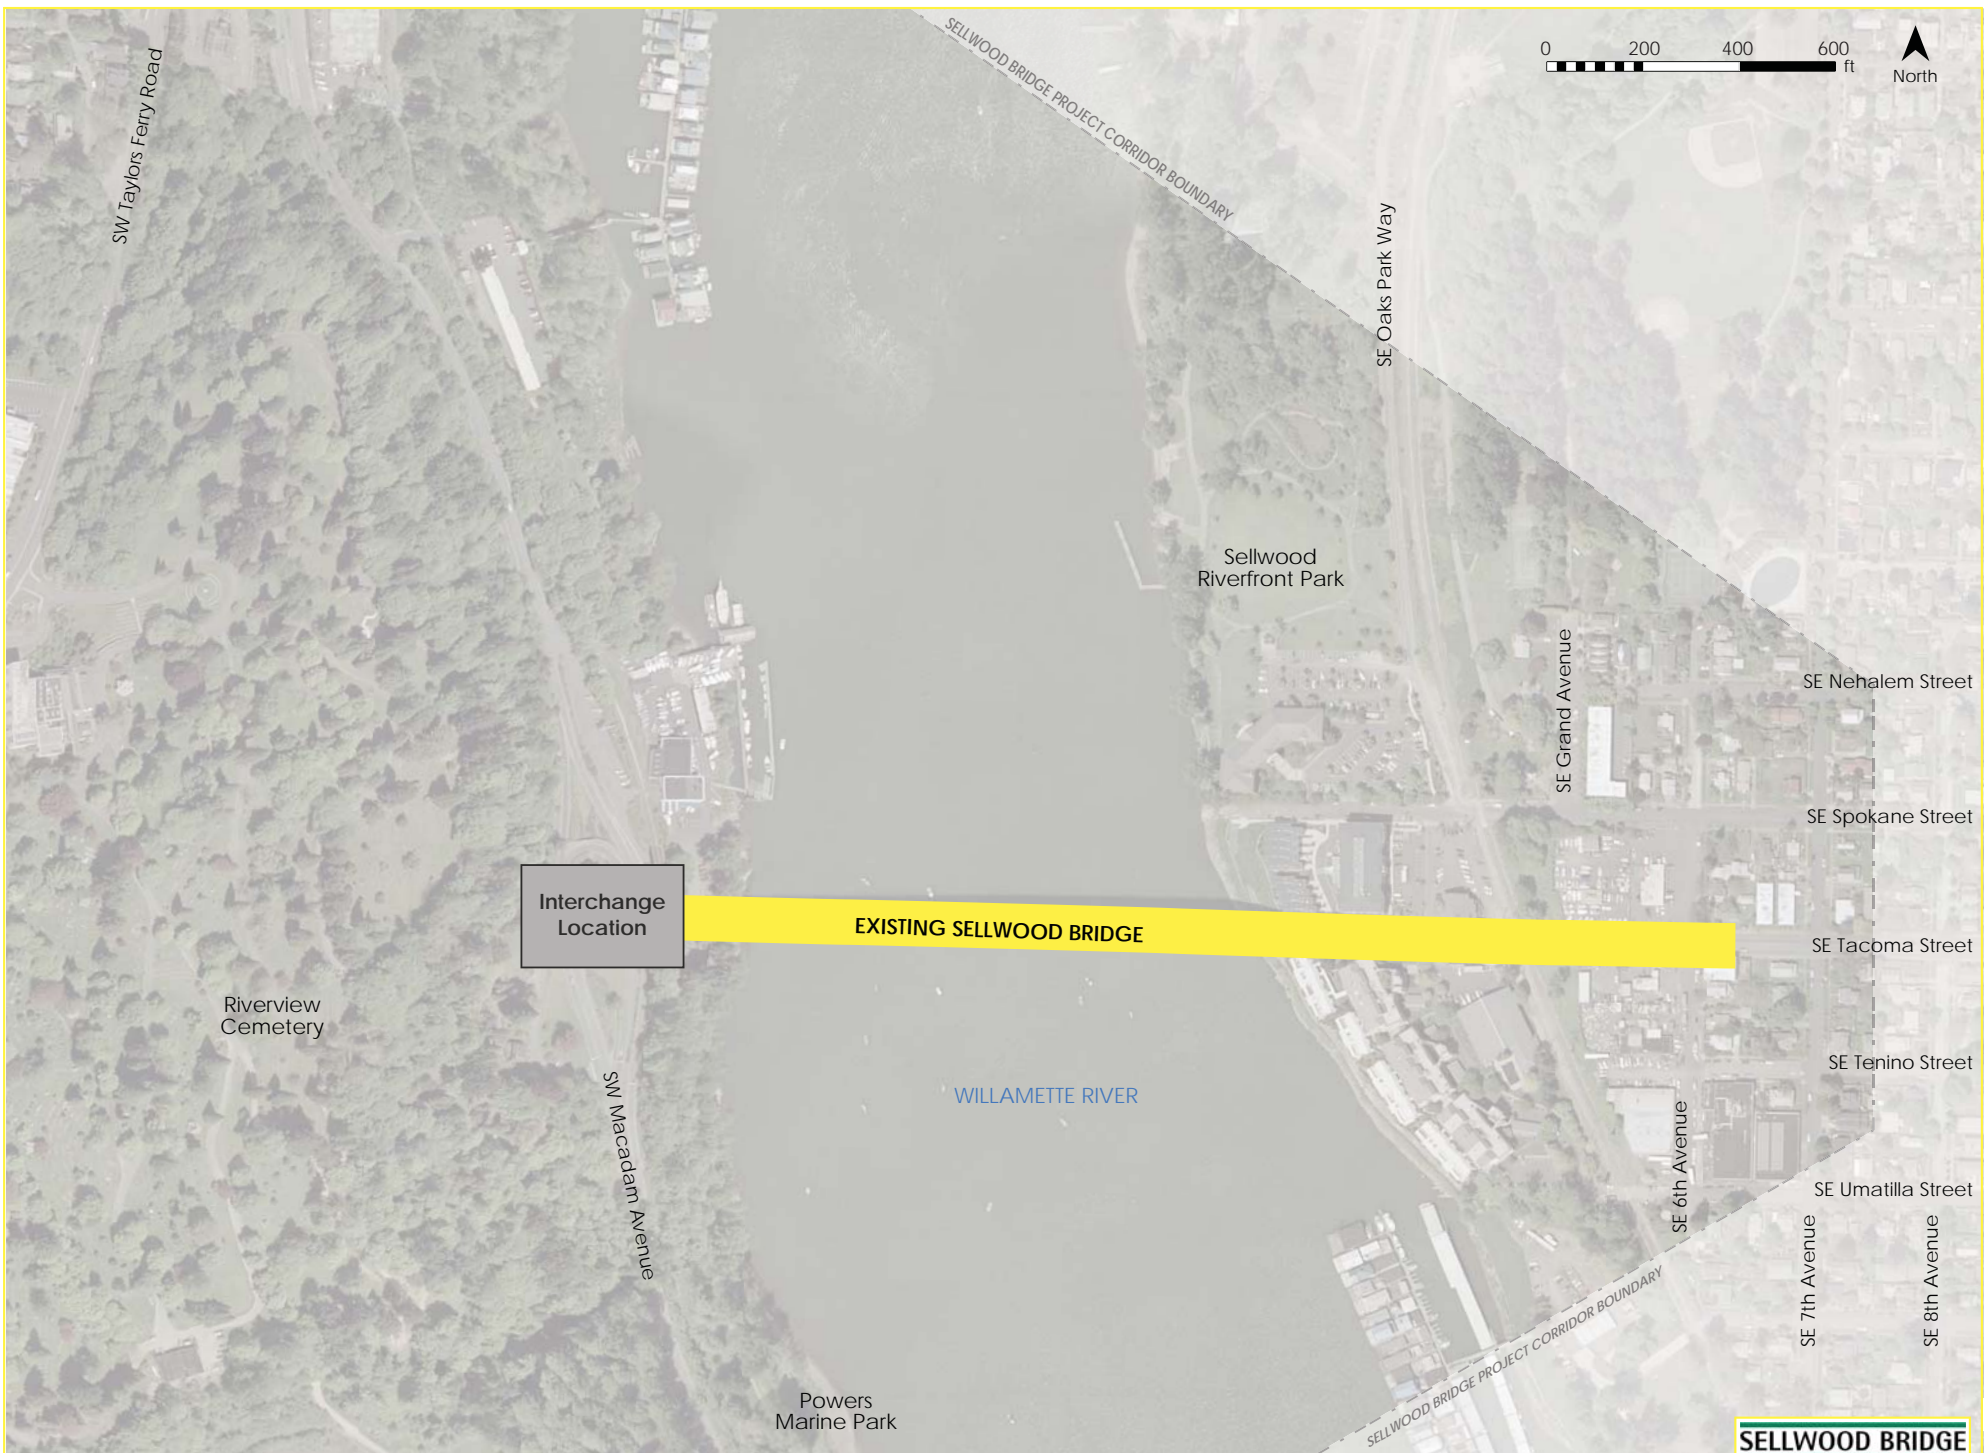 SELLWOOD BRIDGE PROJECT CORRIDOR BOUNDARY
0 200 400 600
ft
North
SW Taylors Ferry Road
SE Oaks Park Way
Sellwood
Riverfront Park
SE Grand Avenue
SE Nehalem Street
SE Spokane Street
Interchange
Location
EXISTING SELLWOOD BRIDGE
SE Tacoma Street
Riverview
Cemetery
SE Tenino Street
WILLAMETTE RIVER
SW Macadam Avenue
SE 6th Avenue
SE Umatilla Street
SE 7th Avenue
SE 8th Avenue
SELLWOOD BRIDGE PROJECT CORRIDOR BOUNDARY
Powers
Marine Park
SELLWOOD BRIDGE